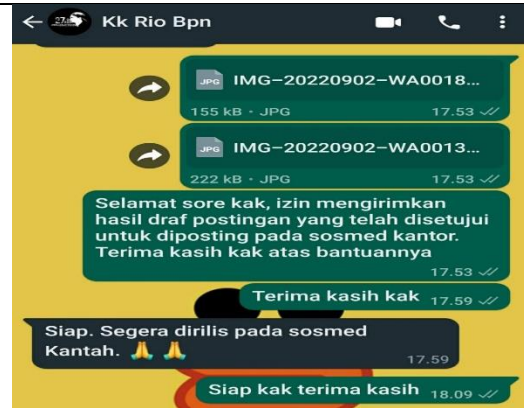 Kk Rio Bpn
JPG IMG-20220902-WA0018...
155 kB • JPG 17.53
JPG IMG-20220902-WA0013...
222 kB • JPG 17.53
Selamat sore kak, izin mengirimkan
hasil draf postingan yang telah disetujui
untuk diposting pada sosmed kantor.
Terima kasih kak atas bantuannya
17.53
Terima kasih kak 17.59
Siap. Segera dirilis pada sosmed
Kantah. 🙏 🙏
17.59
Siap kak terima kasih 18.09